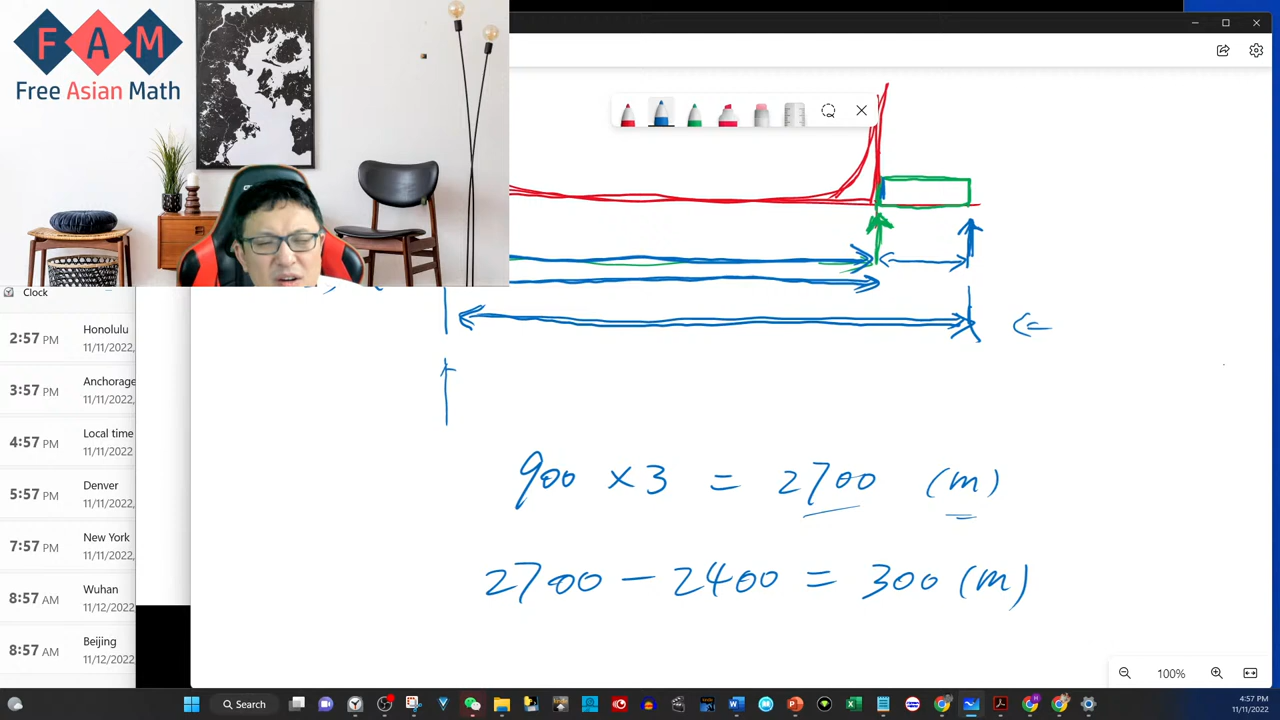 FAM
Free Asian Math
Clock
2:57 PM Honolulu
11/11/2022,
3:57 PM Anchorage
11/11/2022,
4:57 PM Local time
11/11/2022,
5:57 PM Denver
11/11/2022,
7:57 PM New York
11/11/2022,
8:57 AM Wuhan
11/12/2022,
8:57 AM Beijing
11/12/2022,
900 × 3 = 2700 (m)
2700 − 2400 = 300 (m)
100%
Search
4:57 PM
11/11/2022